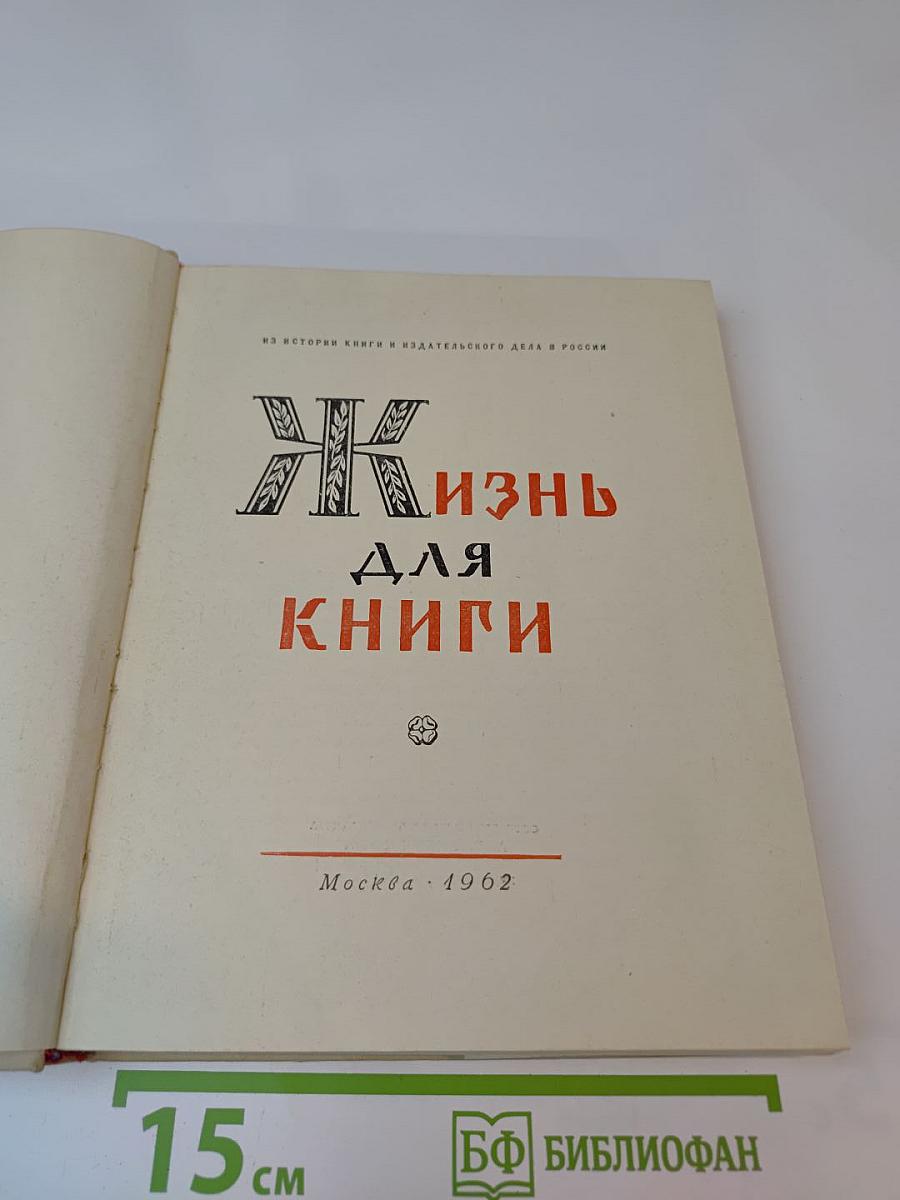 ИЗ ИСТОРИИ КНИГИ И ИЗДАТЕЛЬСКОГО ДЕЛА В РОССИИ
Жизнь
для
книги
Москва · 1962
15 см
БФ БИБЛИОФАН